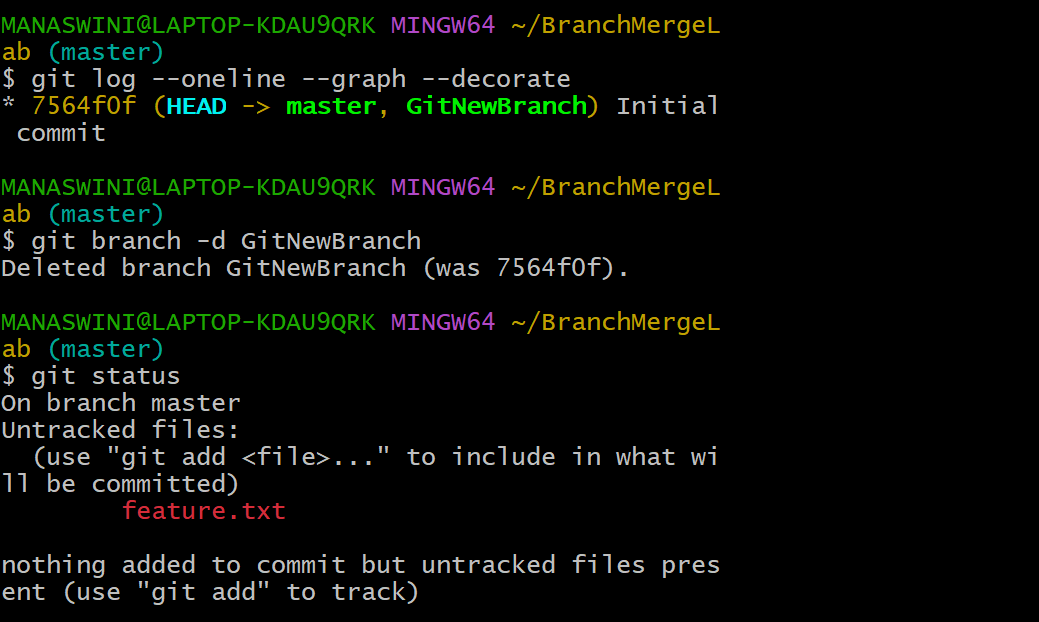 MANASWINI@LAPTOP-KDAU9QRK MINGW64 ~/BranchMergeL
ab (master)
$ git log --oneline --graph --decorate
* 7564f0f (HEAD -> master, GitNewBranch) Initial
 commit
MANASWINI@LAPTOP-KDAU9QRK MINGW64 ~/BranchMergeL
ab (master)
$ git branch -d GitNewBranch
Deleted branch GitNewBranch (was 7564f0f).
MANASWINI@LAPTOP-KDAU9QRK MINGW64 ~/BranchMergeL
ab (master)
$ git status
On branch master
Untracked files:
  (use "git add <file>..." to include in what wi
ll be committed)
        feature.txt
nothing added to commit but untracked files pres
ent (use "git add" to track)